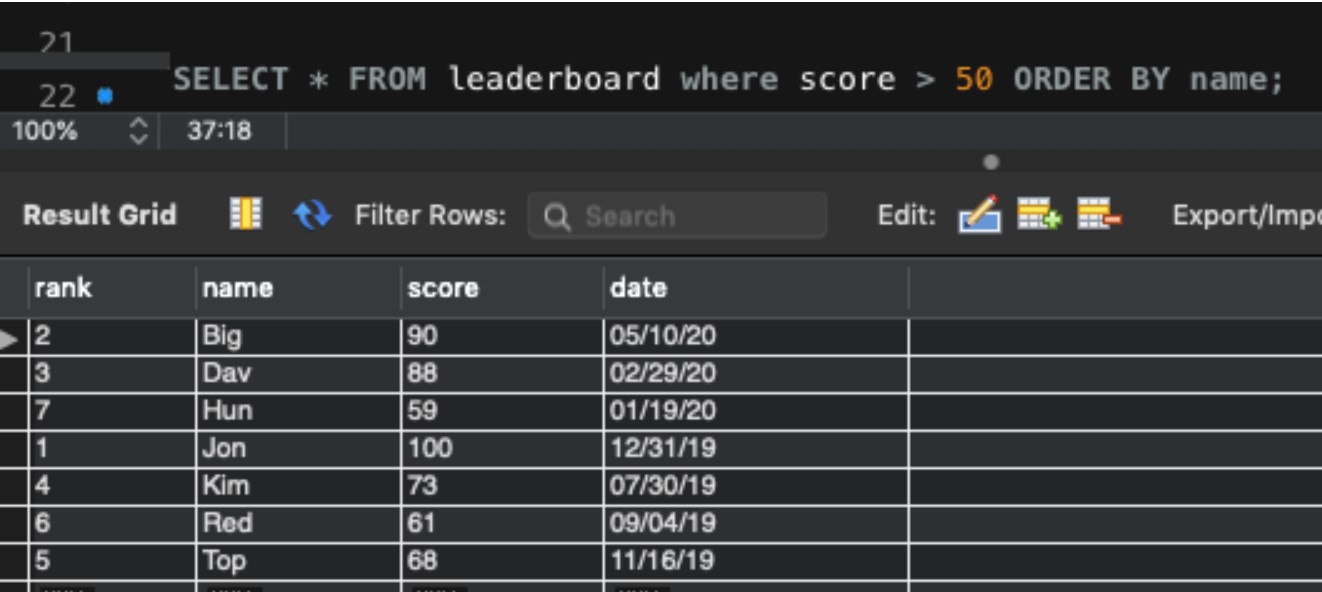 21
SELECT * FROM leaderboard where score > 50 ORDER BY name;
22
100% 37:18
Result Grid Filter Rows: Search Edit: Export/Impo
rank name score date
2 Big 90 05/10/20
3 Dav 88 02/29/20
7 Hun 59 01/19/20
1 Jon 100 12/31/19
4 Kim 73 07/30/19
6 Red 61 09/04/19
5 Top 68 11/16/19